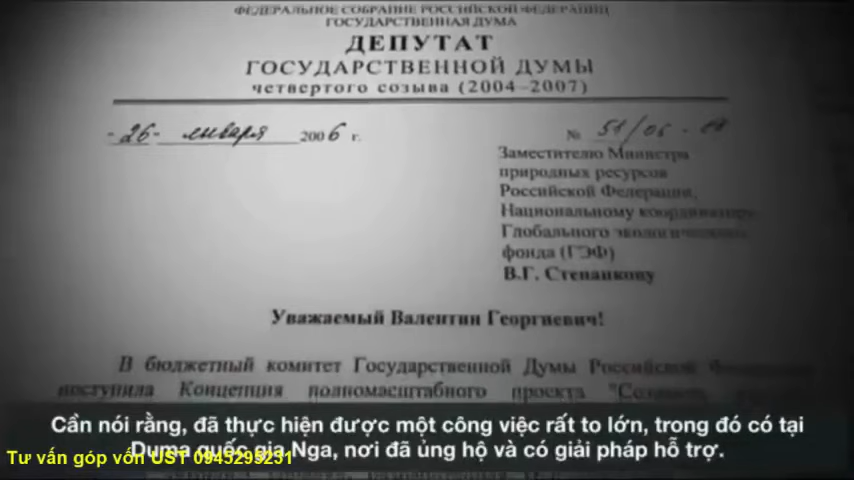 ФЕДЕРАЛЬНОЕ СОБРАНИЕ РОССИЙСКОЙ ФЕДЕРАЦИИ
ГОСУДАРСТВЕННАЯ ДУМА
ДЕПУТАТ
ГОСУДАРСТВЕННОЙ ДУМЫ
четвертого созыва (2004–2007)
-26- января 2006 г.
№ 51/06-
Заместителю Министра
природных ресурсов
Российской Федерации,
Национальному координатору
Глобального экологического
фонда (ГЭФ)
В.Г. Степанкову
Уважаемый Валентин Георгиевич!
В бюджетный комитет Государственной Думы Российской
поступила Концепция полномасштабного проекта
Cần nói rằng, đã thực hiện được một công việc rất to lớn, trong đó có tại
Duma quốc gia Nga, nơi đã ủng hộ và có giải pháp hỗ trợ.
Tư vấn góp vốn UST 0945295231